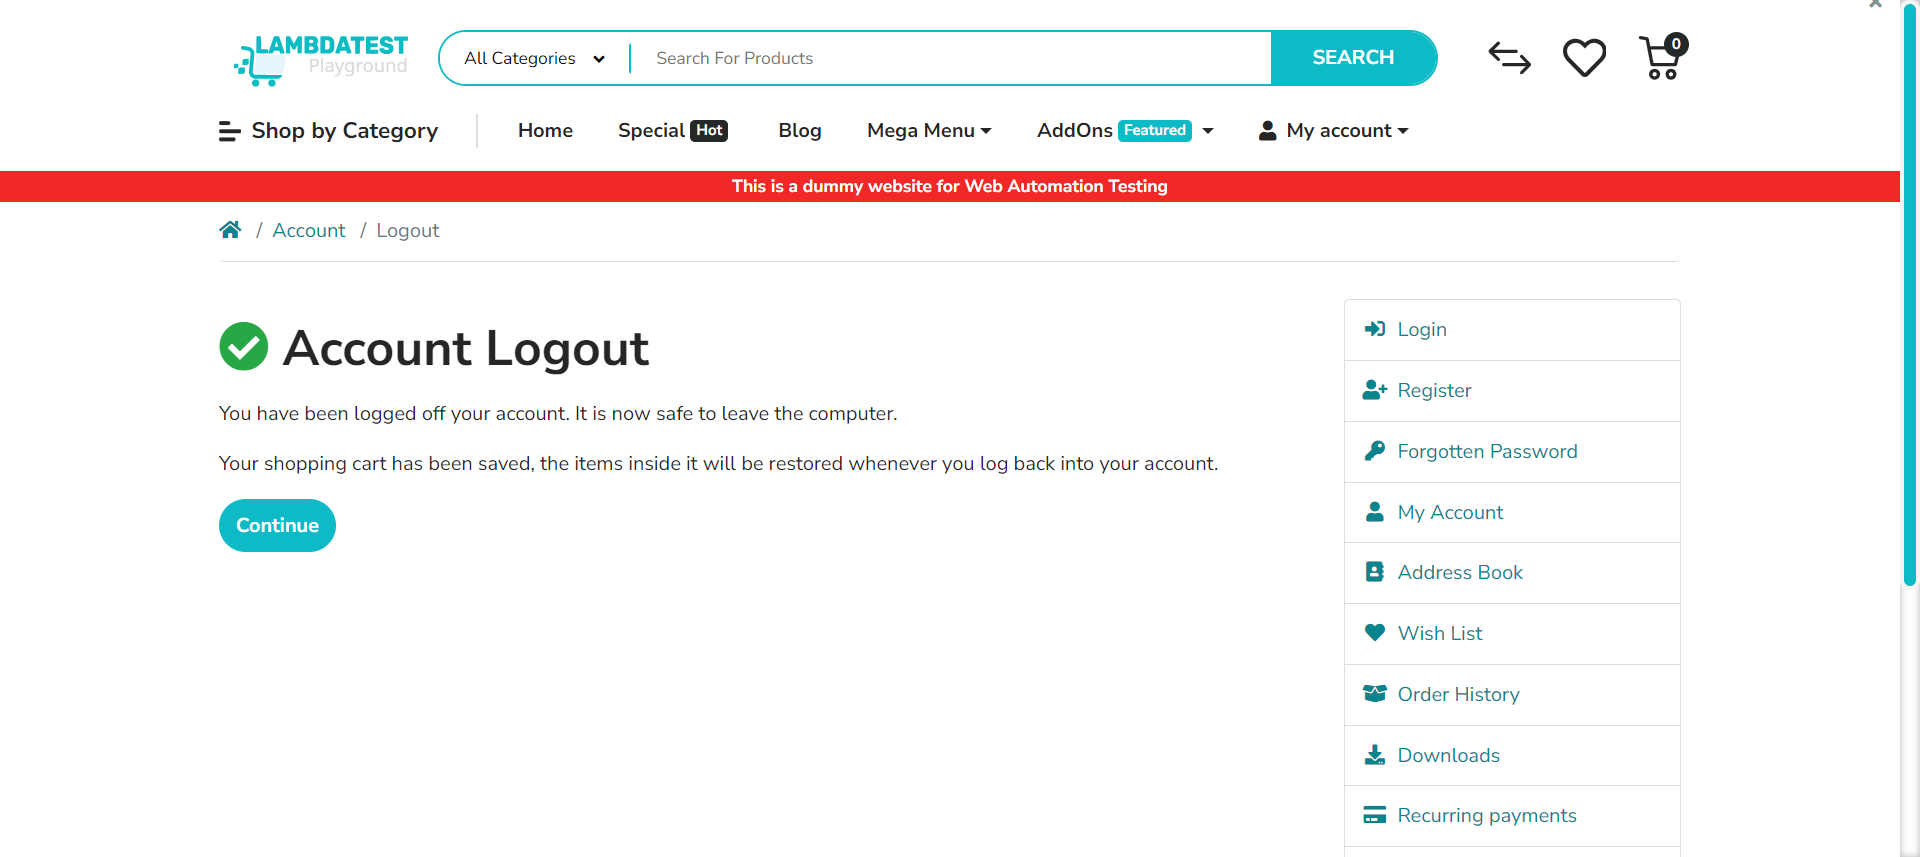 LAMBDATEST
Playground
All Categories
Search For Products
SEARCH
0
Shop by Category
Home
Special Hot
Blog
Mega Menu
AddOns Featured
My account
This is a dummy website for Web Automation Testing
/ Account / Logout
Account Logout
You have been logged off your account. It is now safe to leave the computer.
Your shopping cart has been saved, the items inside it will be restored whenever you log back into your account.
Continue
Login
Register
Forgotten Password
My Account
Address Book
Wish List
Order History
Downloads
Recurring payments